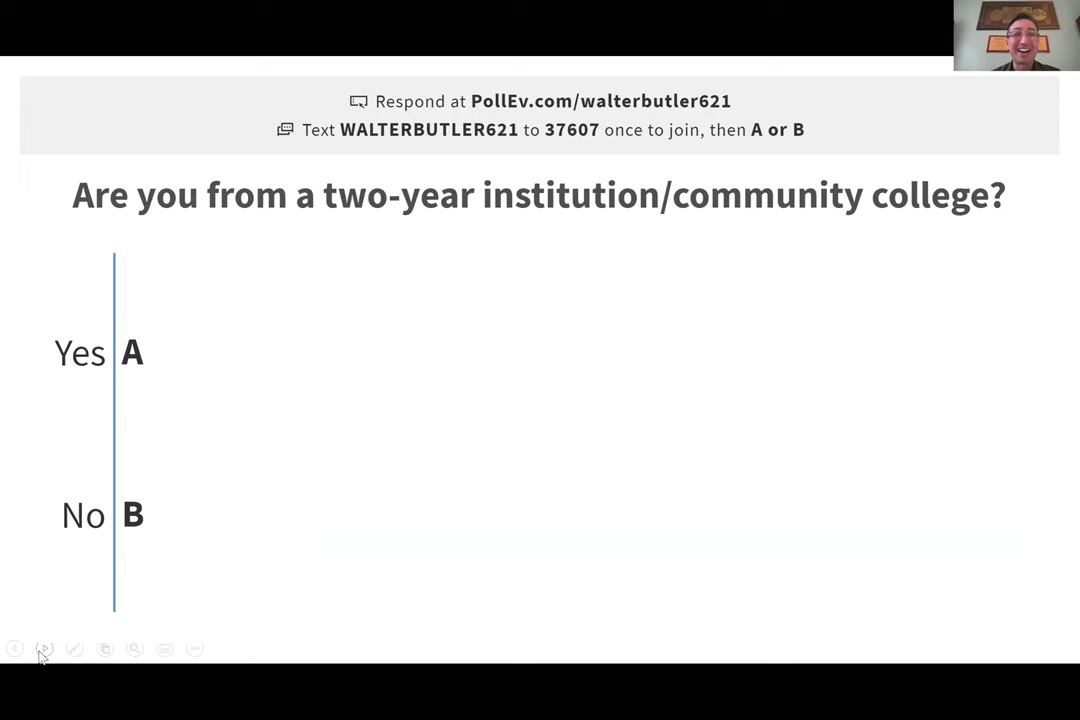 Respond at PollEv.com/walterbutler621
Text WALTERBUTLER621 to 37607 once to join, then A or B
Are you from a two-year institution/community college?
Yes A
No B